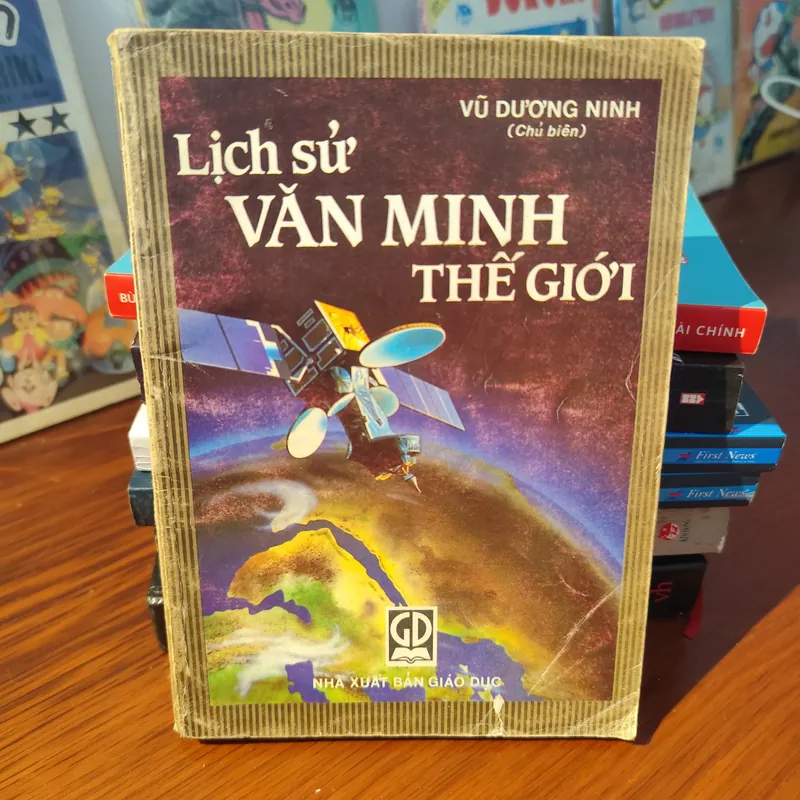 VŨ DƯƠNG NINH
(Chủ biên)
Lịch sử
VĂN MINH
THẾ GIỚI
GD
NHÀ XUẤT BẢN GIÁO DỤC
BÙ
ÀI CHÍNH
First News
First News